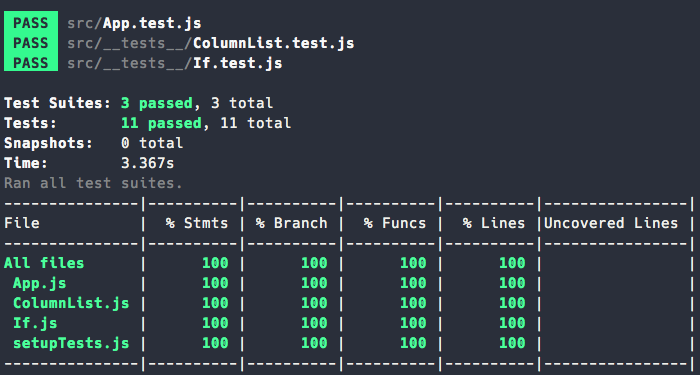 PASS src/App.test.js
PASS src/__tests__/ColumnList.test.js
PASS src/__tests__/If.test.js
Test Suites: 3 passed, 3 total
Tests: 11 passed, 11 total
Snapshots: 0 total
Time: 3.367s
Ran all test suites.
---------------|----------|----------|----------|----------|----------------|
File | % Stmts | % Branch | % Funcs | % Lines |Uncovered Lines |
---------------|----------|----------|----------|----------|----------------|
All files | 100 | 100 | 100 | 100 | |
App.js | 100 | 100 | 100 | 100 | |
ColumnList.js | 100 | 100 | 100 | 100 | |
If.js | 100 | 100 | 100 | 100 | |
setupTests.js | 100 | 100 | 100 | 100 | |
---------------|----------|----------|----------|----------|----------------|